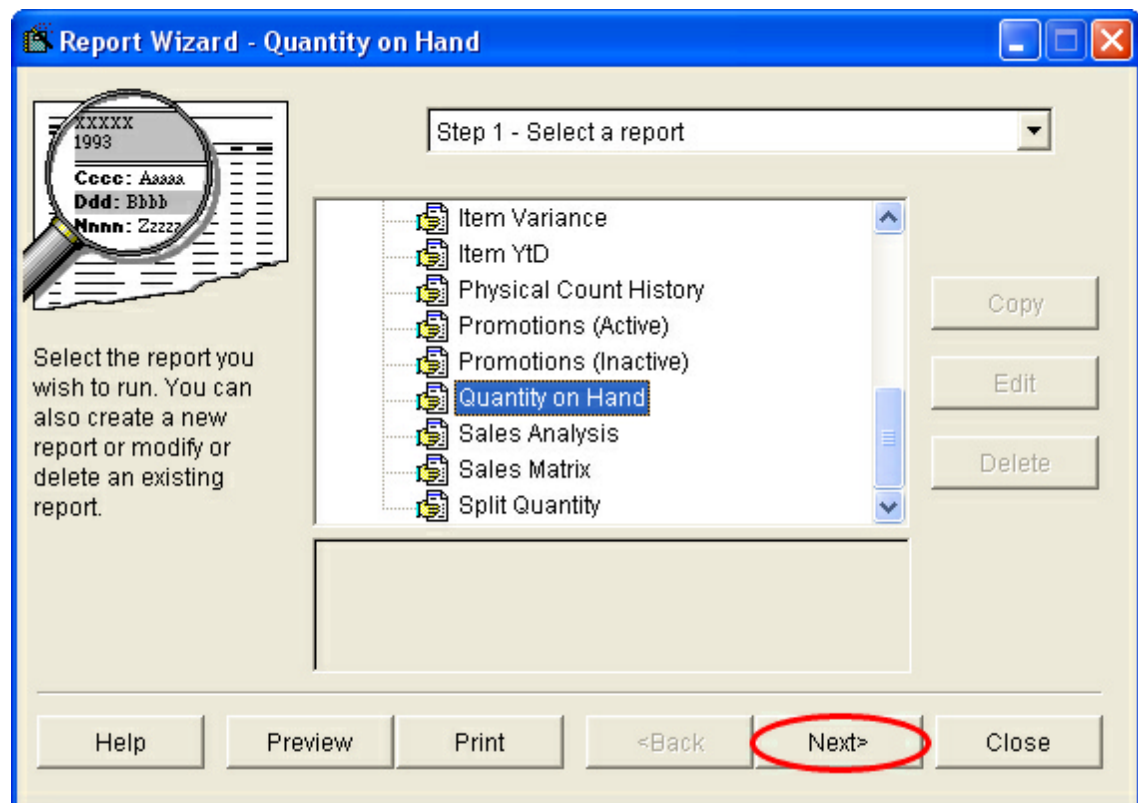 Report Wizard - Quantity on Hand
XXXXX
1993
Cccc: Aaaaa
Ddd: Bbbb
Nnnn: Zzzzz
Step 1 - Select a report
Select the report you
wish to run. You can
also create a new
report or modify or
delete an existing
report.
Item Variance
Item YtD
Physical Count History
Promotions (Active)
Promotions (Inactive)
Quantity on Hand
Sales Analysis
Sales Matrix
Split Quantity
Copy
Edit
Delete
Help
Preview
Print
<Back
Next>
Close